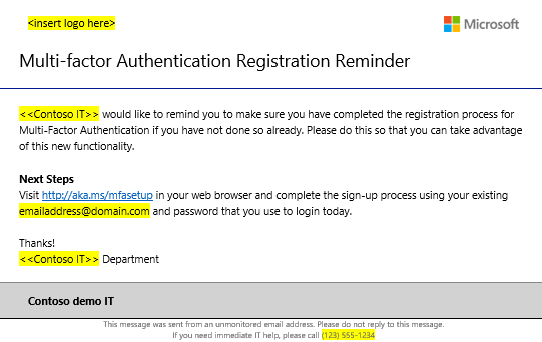 <insert logo here>
Microsoft
Multi-factor Authentication Registration Reminder
<<Contoso IT>> would like to remind you to make sure you have completed the registration process for
Multi-Factor Authentication if you have not done so already. Please do this so that you can take advantage
of this new functionality.
Next Steps
Visit http://aka.ms/mfasetup in your web browser and complete the sign-up process using your existing
emailaddress@domain.com and password that you use to login today.
Thanks!
<<Contoso IT>> Department
Contoso demo IT
This message was sent from an unmonitored email address. Please do not reply to this message.
If you need immediate IT help, please call (123) 555-1234